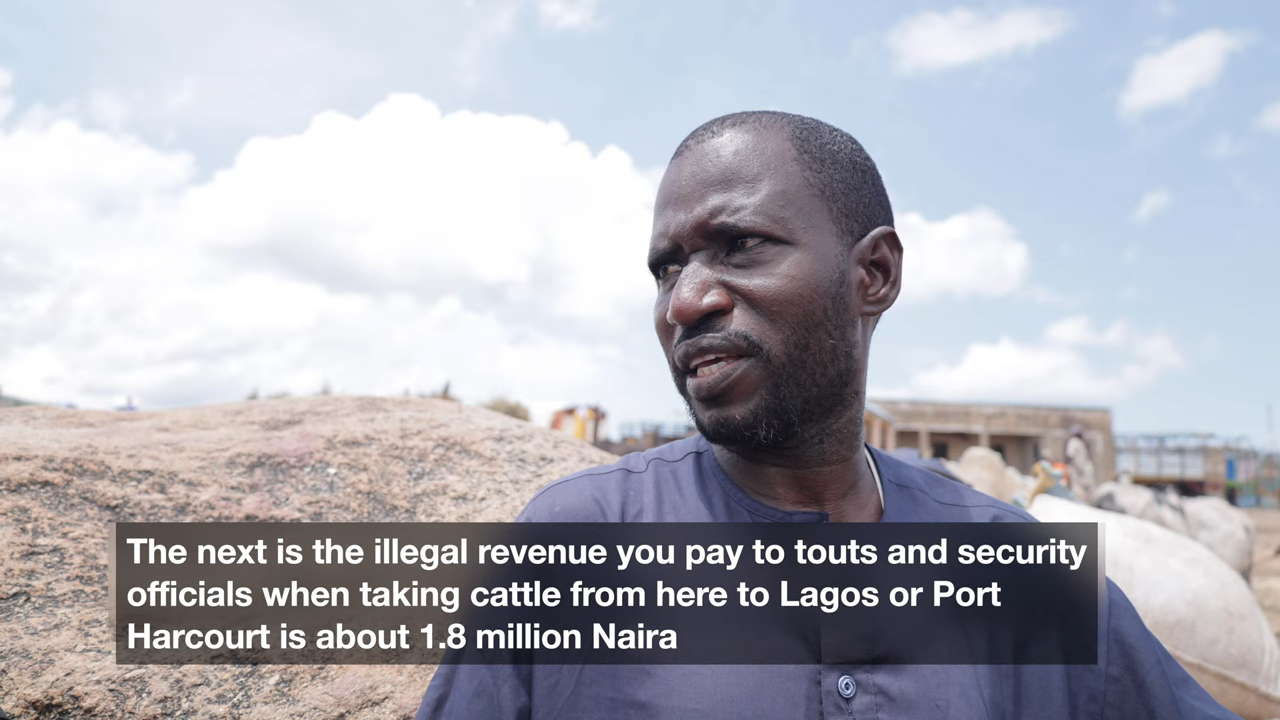 The next is the illegal revenue you pay to touts and security
officials when taking cattle from here to Lagos or Port
Harcourt is about 1.8 million Naira